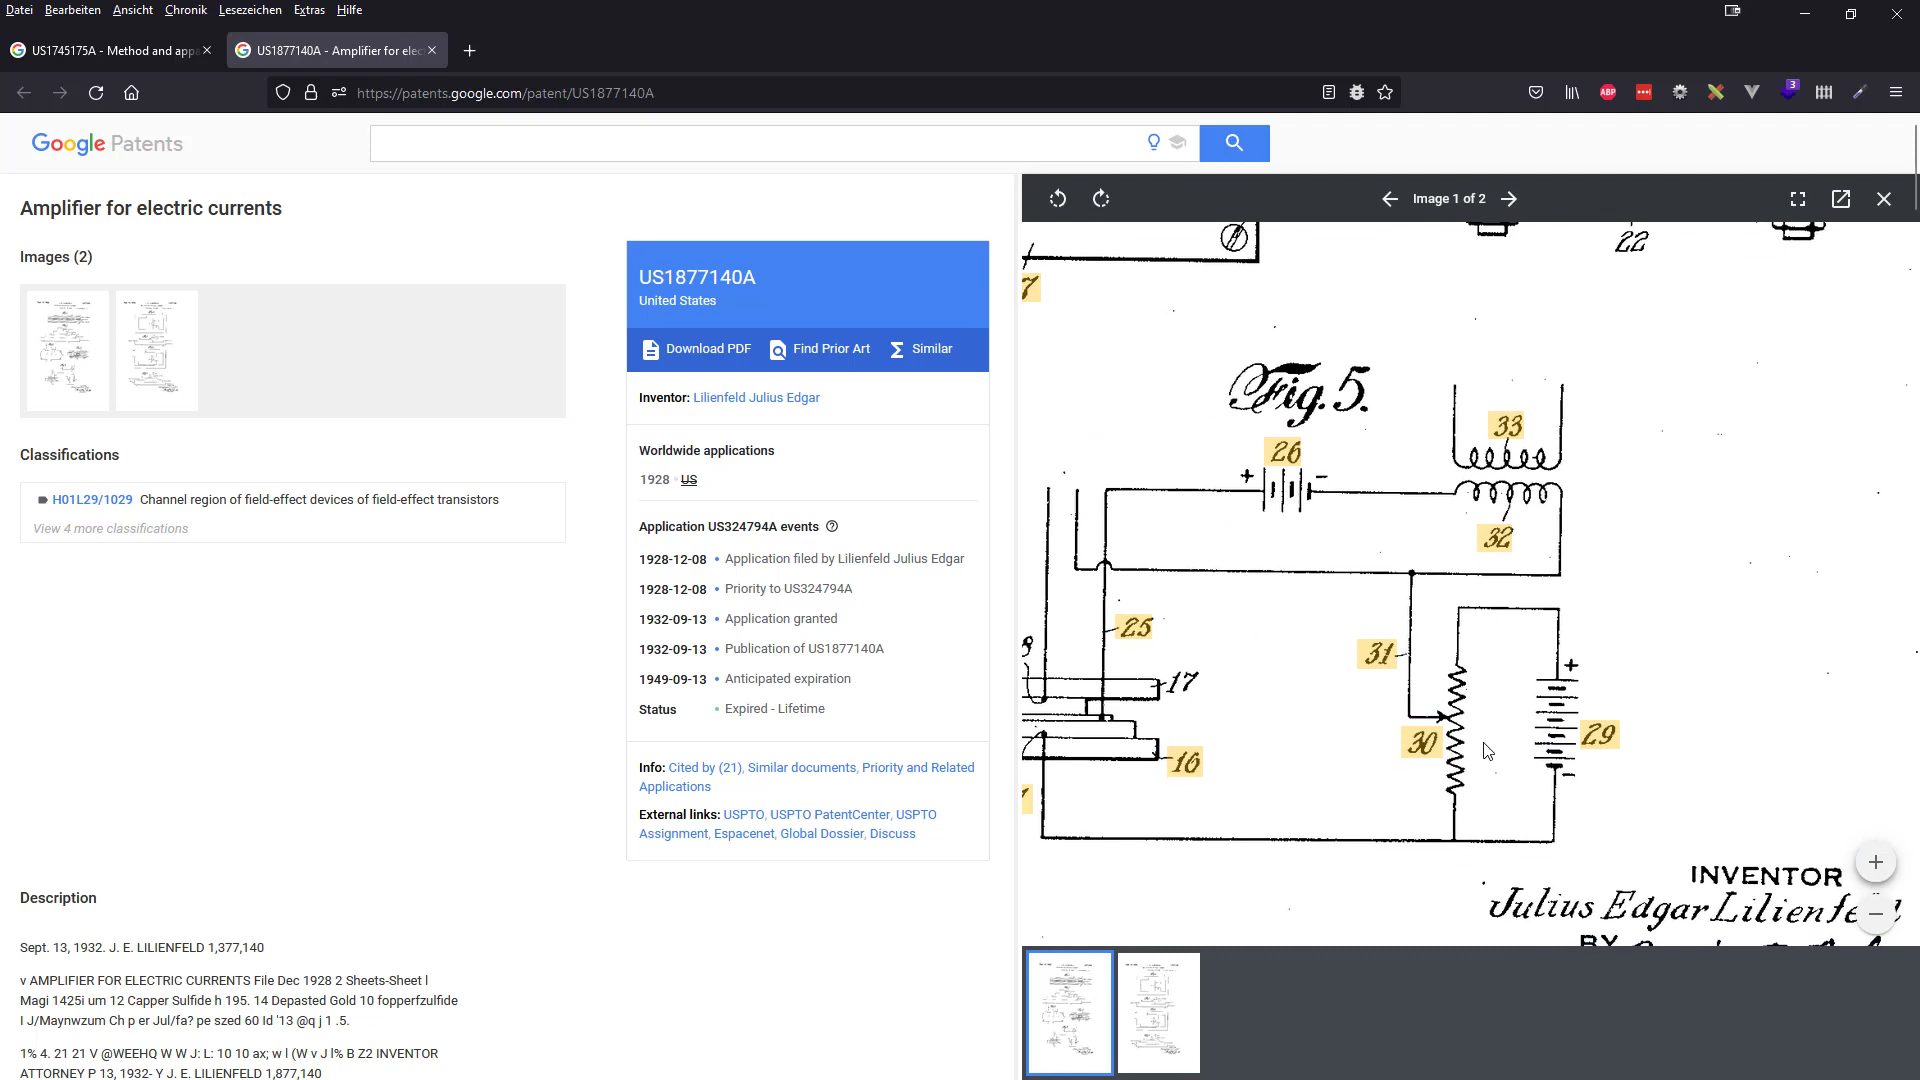 Datei Bearbeiten Ansicht Chronik Lesezeichen Extras Hilfe
US1745175A - Method and appa
US1877140A - Amplifier for elec
https://patents.google.com/patent/US1877140A
ABP
3
Google Patents
Amplifier for electric currents
Images (2)
Classifications
H01L29/1029 Channel region of field-effect devices of field-effect transistors
View 4 more classifications
US1877140A
United States
Download PDF Find Prior Art Similar
Inventor: Lilienfeld Julius Edgar
Worldwide applications
1928 US
Application US324794A events
1928-12-08 • Application filed by Lilienfeld Julius Edgar
1928-12-08 • Priority to US324794A
1932-09-13 • Application granted
1932-09-13 • Publication of US1877140A
1949-09-13 • Anticipated expiration
Status • Expired - Lifetime
Info: Cited by (21), Similar documents, Priority and Related
Applications
External links: USPTO, USPTO PatentCenter, USPTO
Assignment, Espacenet, Global Dossier, Discuss
Description
Sept. 13, 1932. J. E. LILIENFELD 1,377,140
v AMPLIFIER FOR ELECTRIC CURRENTS File Dec 1928 2 Sheets-Sheet l
Magi 1425i um 12 Capper Sulfide h 195. 14 Depasted Gold 10 fopperfzulfide
I J/Maynwzum Ch p er Jul/fa? pe szed 60 Id '13 @q j 1 .5.
1% 4. 21 21 V @WEEHQ W W J: L: 10 10 ax; w l (W v J l% B Z2 INVENTOR
ATTORNEY P 13, 1932- Y J. E. LILIENFELD 1,877,140
Image 1 of 2
22
7
Fig. 5.
33
26
+ -
32
25
31
17
+
30
29
16
-
INVENTOR
Julius Edgar Lilienfe
BY